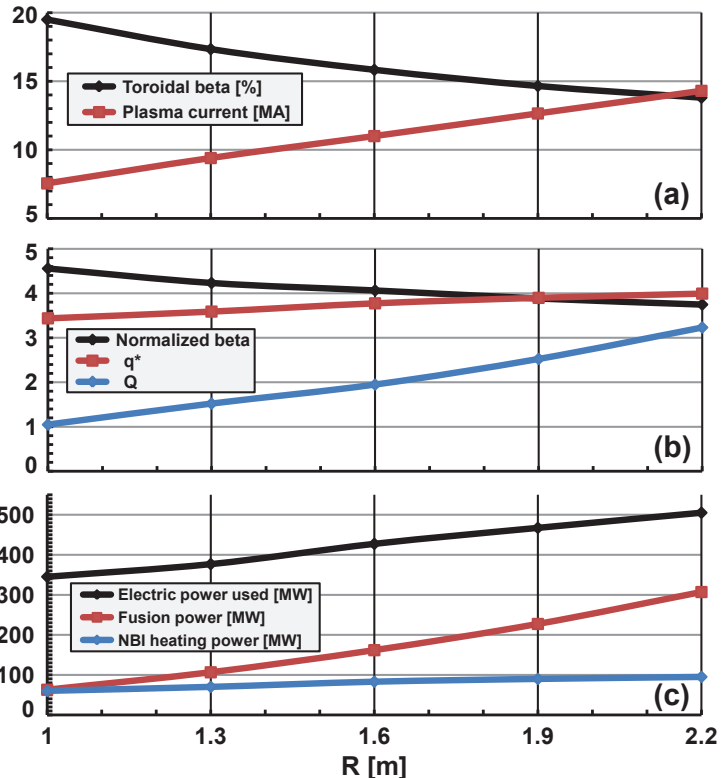 20
15
10
5
Toroidal beta [%]
Plasma current [MA]
(a)
5
4
3
2
1
0
Normalized beta
q*
Q
(b)
500
400
300
200
100
0
Electric power used [MW]
Fusion power [MW]
NBI heating power [MW]
(c)
1 1.3 1.6 1.9 2.2
R [m]